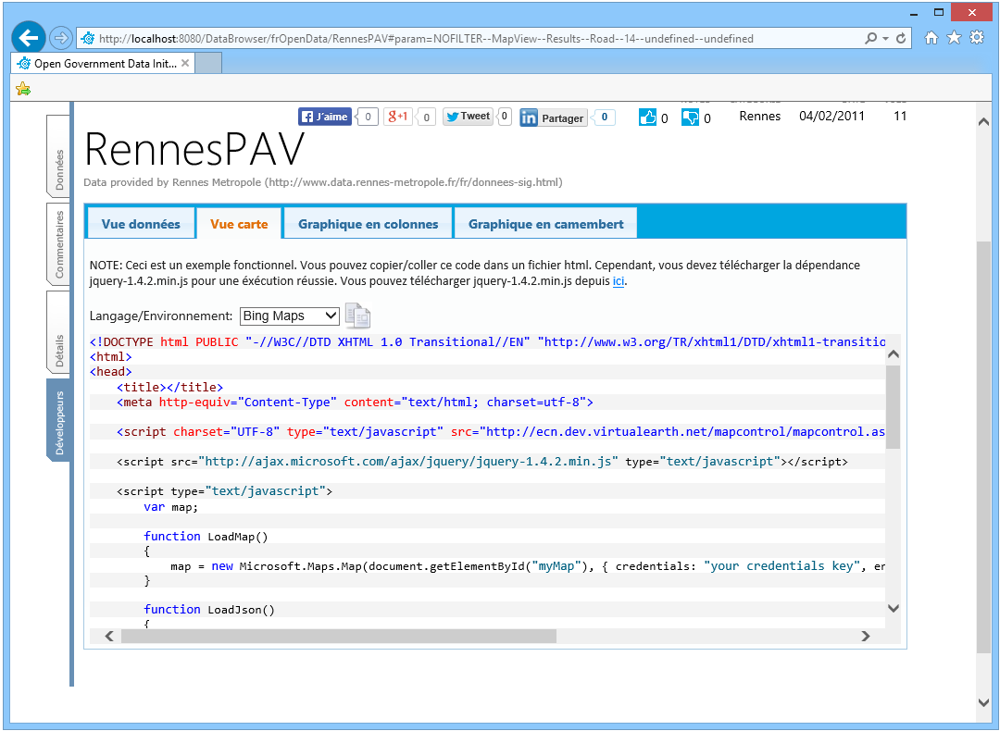 http://localhost:8080/DataBrowser/frOpenData/RennesPAV#param=NOFILTER--MapView--Results--Road--14--undefined--undefined
Open Government Data Init...
J'aime 0 g+1 0 Tweet 0 in Partager 0 0 0 Rennes 04/02/2011 11
RennesPAV
Data provided by Rennes Metropole (http://www.data.rennes-metropole.fr/fr/donnees-sig.html)
Données
Commentaires
Détails
Développeurs
Vue données Vue carte Graphique en colonnes Graphique en camembert
NOTE: Ceci est un exemple fonctionnel. Vous pouvez copier/coller ce code dans un fichier html. Cependant, vous devez télécharger la dépendance
jquery-1.4.2.min.js pour une éxécution réussie. Vous pouvez télécharger jquery-1.4.2.min.js depuis ici.
Langage/Environnement: Bing Maps
<!DOCTYPE html PUBLIC "-//W3C//DTD XHTML 1.0 Transitional//EN" "http://www.w3.org/TR/xhtml1/DTD/xhtml1-transitio
<html>
<head>
<title></title>
<meta http-equiv="Content-Type" content="text/html; charset=utf-8">
<script charset="UTF-8" type="text/javascript" src="http://ecn.dev.virtualearth.net/mapcontrol/mapcontrol.as
<script src="http://ajax.microsoft.com/ajax/jquery/jquery-1.4.2.min.js" type="text/javascript"></script>
<script type="text/javascript">
var map;
function LoadMap()
{
map = new Microsoft.Maps.Map(document.getElementById("myMap"), { credentials: "your credentials key", en
}
function LoadJson()
{